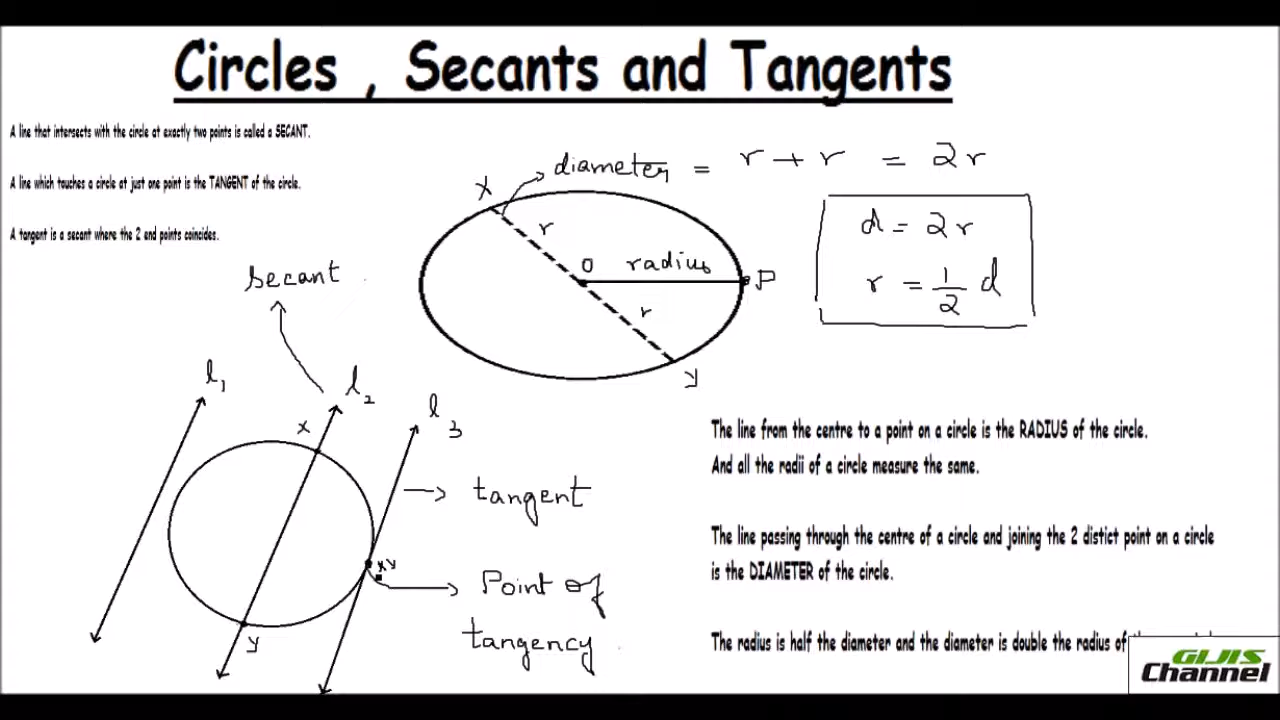 Circles , Secants and Tangents
A line that intersects with the circle at exactly two points is called a SECANT.
A line which touches a circle at just one point is the TANGENT of the circle.
A tangent is a secant where the 2 end points coincides.
diameter = r + r = 2r
X
r
O radius P
r
y
d = 2r
r = 1/2 d
secant
l1
l2
l3
x
y
xy
tangent
Point of
tangency
The line from the centre to a point on a circle is the RADIUS of the circle.
And all the radii of a circle measure the same.
The line passing through the centre of a circle and joining the 2 distict point on a circle
is the DIAMETER of the circle.
The radius is half the diameter and the diameter is double the radius of
GIJIS
Channel